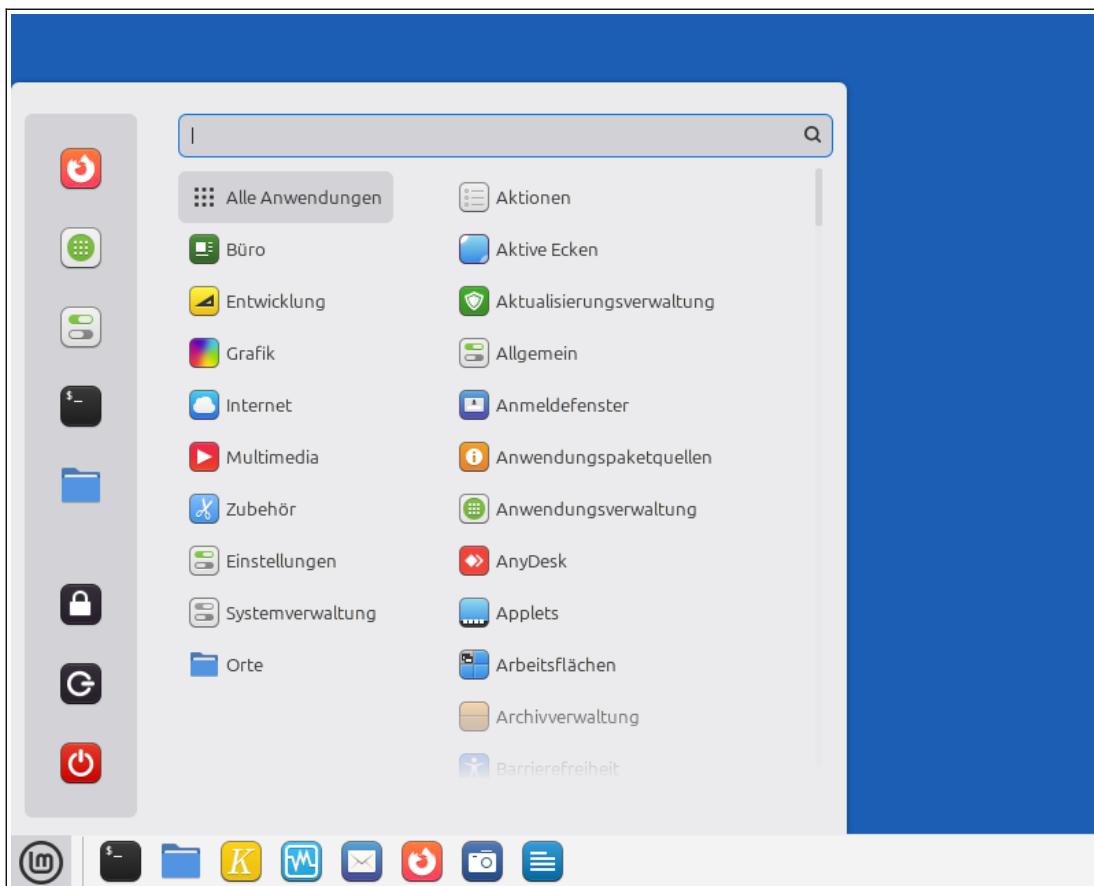 Alle Anwendungen
Büro
Entwicklung
Grafik
Internet
Multimedia
Zubehör
Einstellungen
Systemverwaltung
Orte
Aktionen
Aktive Ecken
Aktualisierungsverwaltung
Allgemein
Anmeldefenster
Anwendungspaketquellen
Anwendungsverwaltung
AnyDesk
Applets
Arbeitsflächen
Archivverwaltung
Barrierefreiheit
$_
$_
K